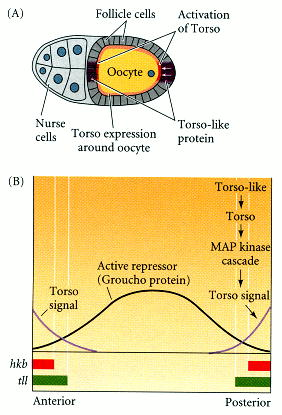 (A)
Follicle cells
Activation
of Torso
Oocyte
Nurse
cells
Torso expression
around oocyte
Torso-like
protein
(B)
Torso-like
Torso
MAP kinase
cascade
Torso signal
Active repressor
(Groucho protein)
Torso
signal
hkb
tll
Anterior
Posterior